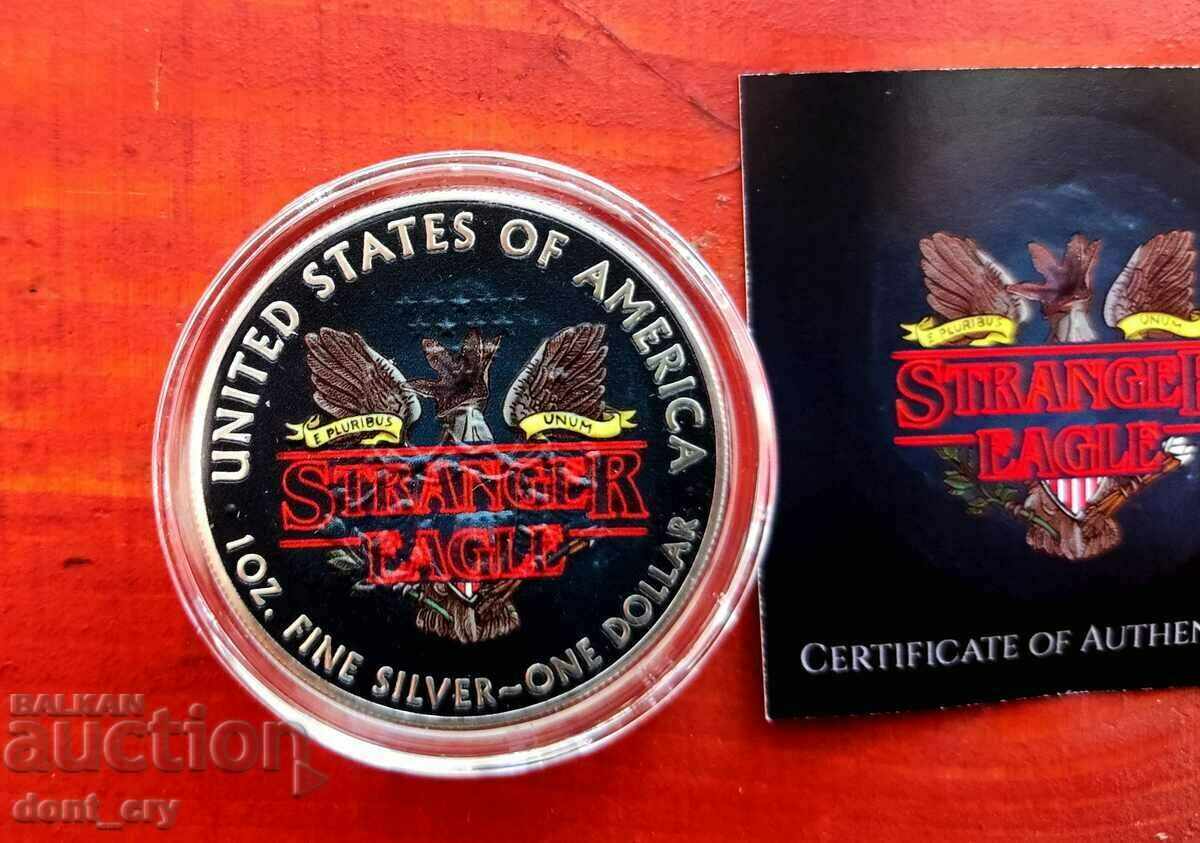 UNITED STATES OF AMERICA
E PLURIBUS UNUM
STRANGER
EAGLE
1 OZ. FINE SILVER~ONE DOLLAR
E PLURIBUS UNUM
STRANGER
EAGLE
CERTIFICATE OF AUTHEN
BALKAN
auction
dont_cry